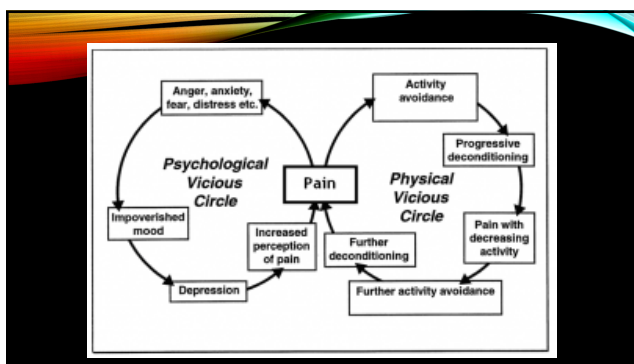 Anger, anxiety,
fear, distress etc.
Psychological
Vicious
Circle
Impoverished
mood
Depression
Increased
perception
of pain
Pain
Activity
avoidance
Progressive
deconditioning
Physical
Vicious
Circle
Pain with
decreasing
activity
Further activity avoidance
Further
deconditioning